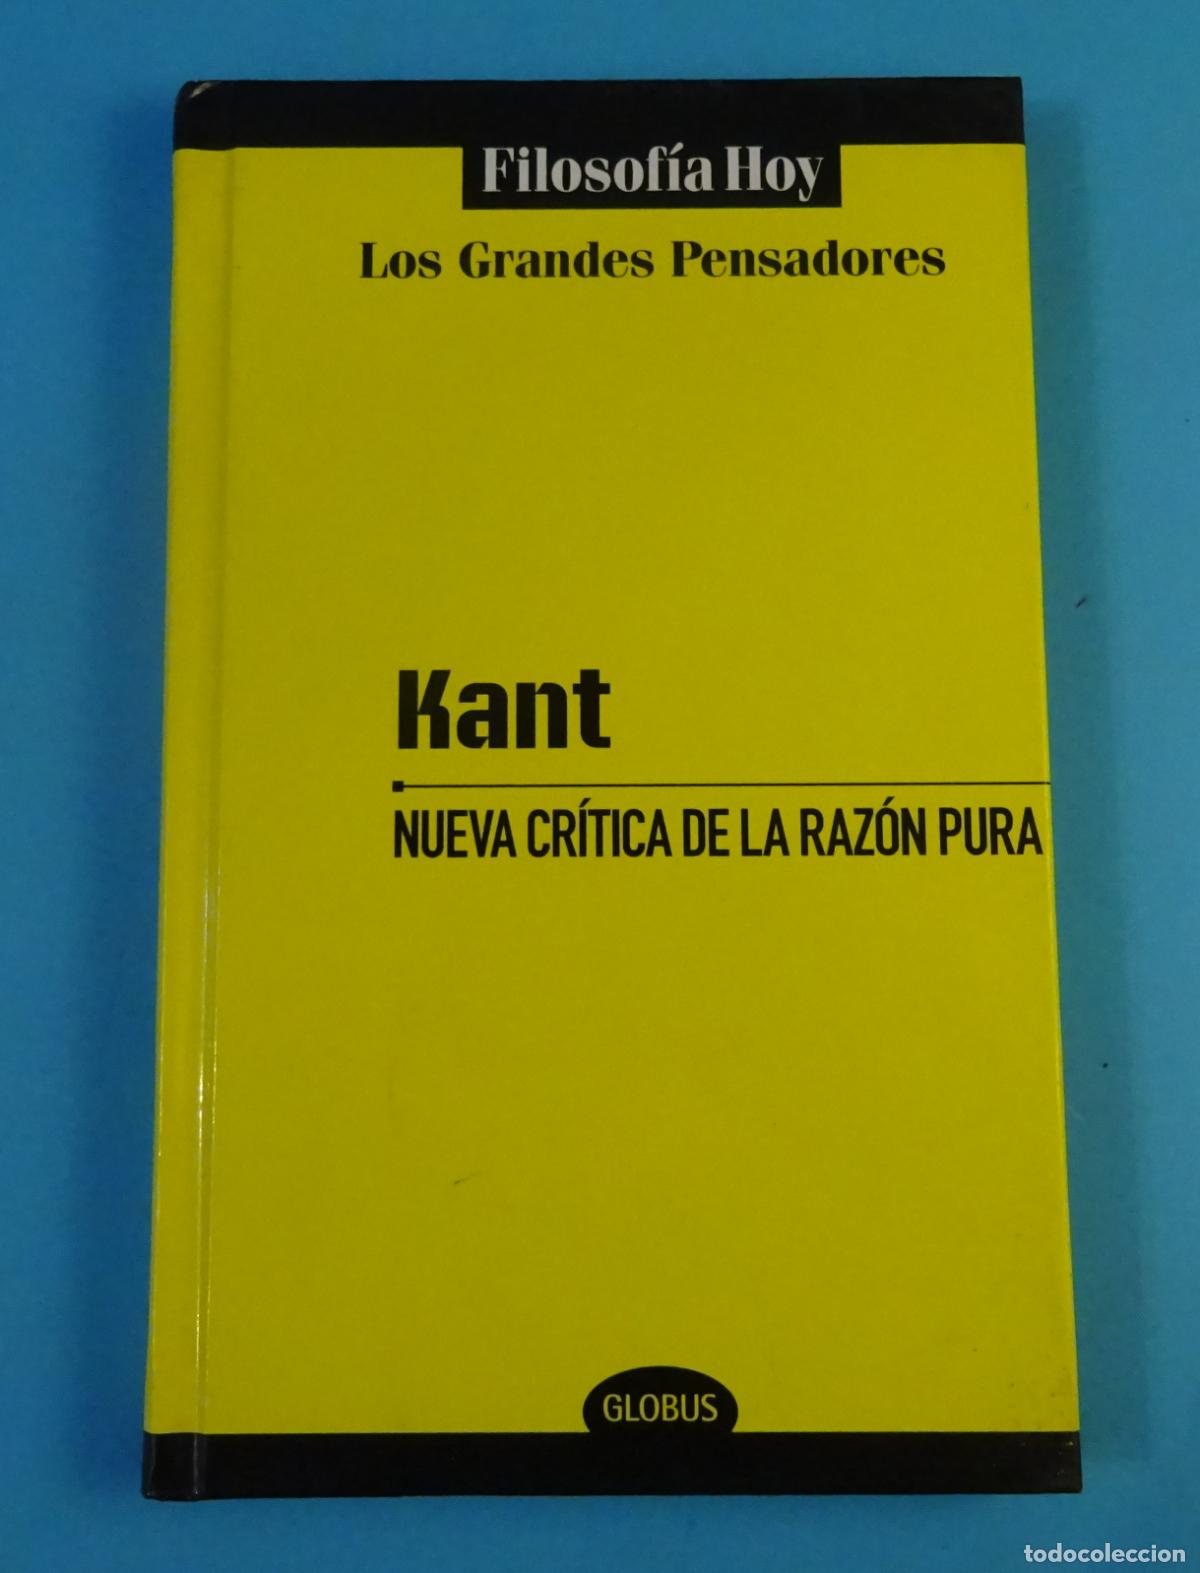 Filosofía Hoy
Los Grandes Pensadores
Kant
NUEVA CRÍTICA DE LA RAZÓN PURA
GLOBUS
todocoleccion